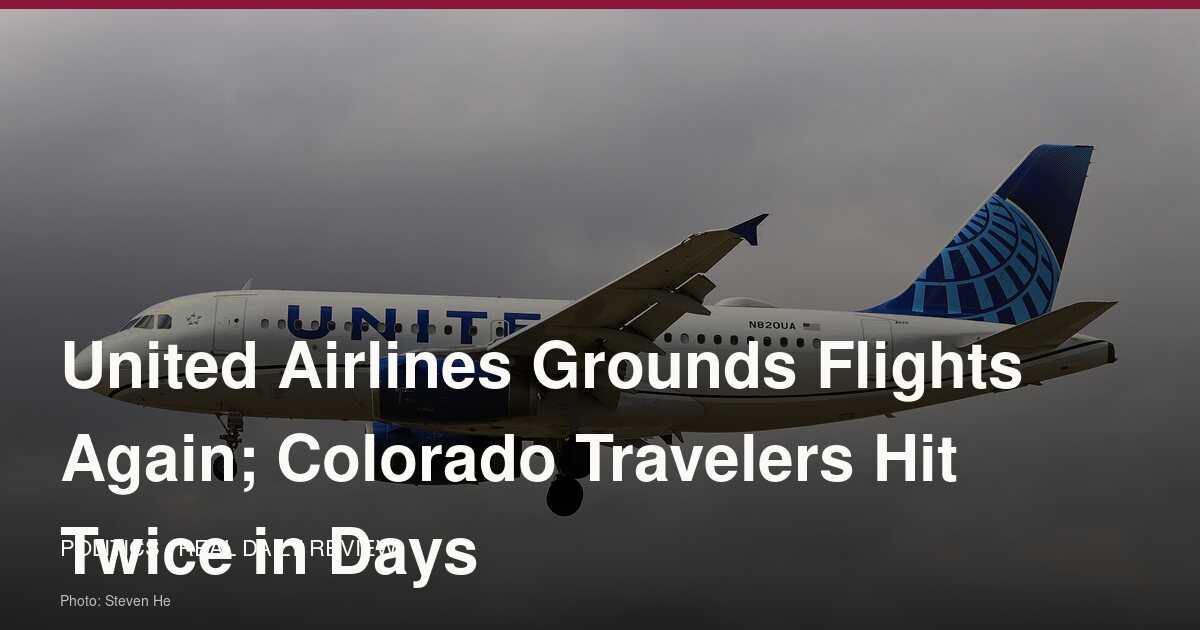 UNITE
N820UA
United Airlines Grounds Flights
Again; Colorado Travelers Hit
Twice in Days
POLITICS REAL DAILY REVIEW
Photo: Steven He